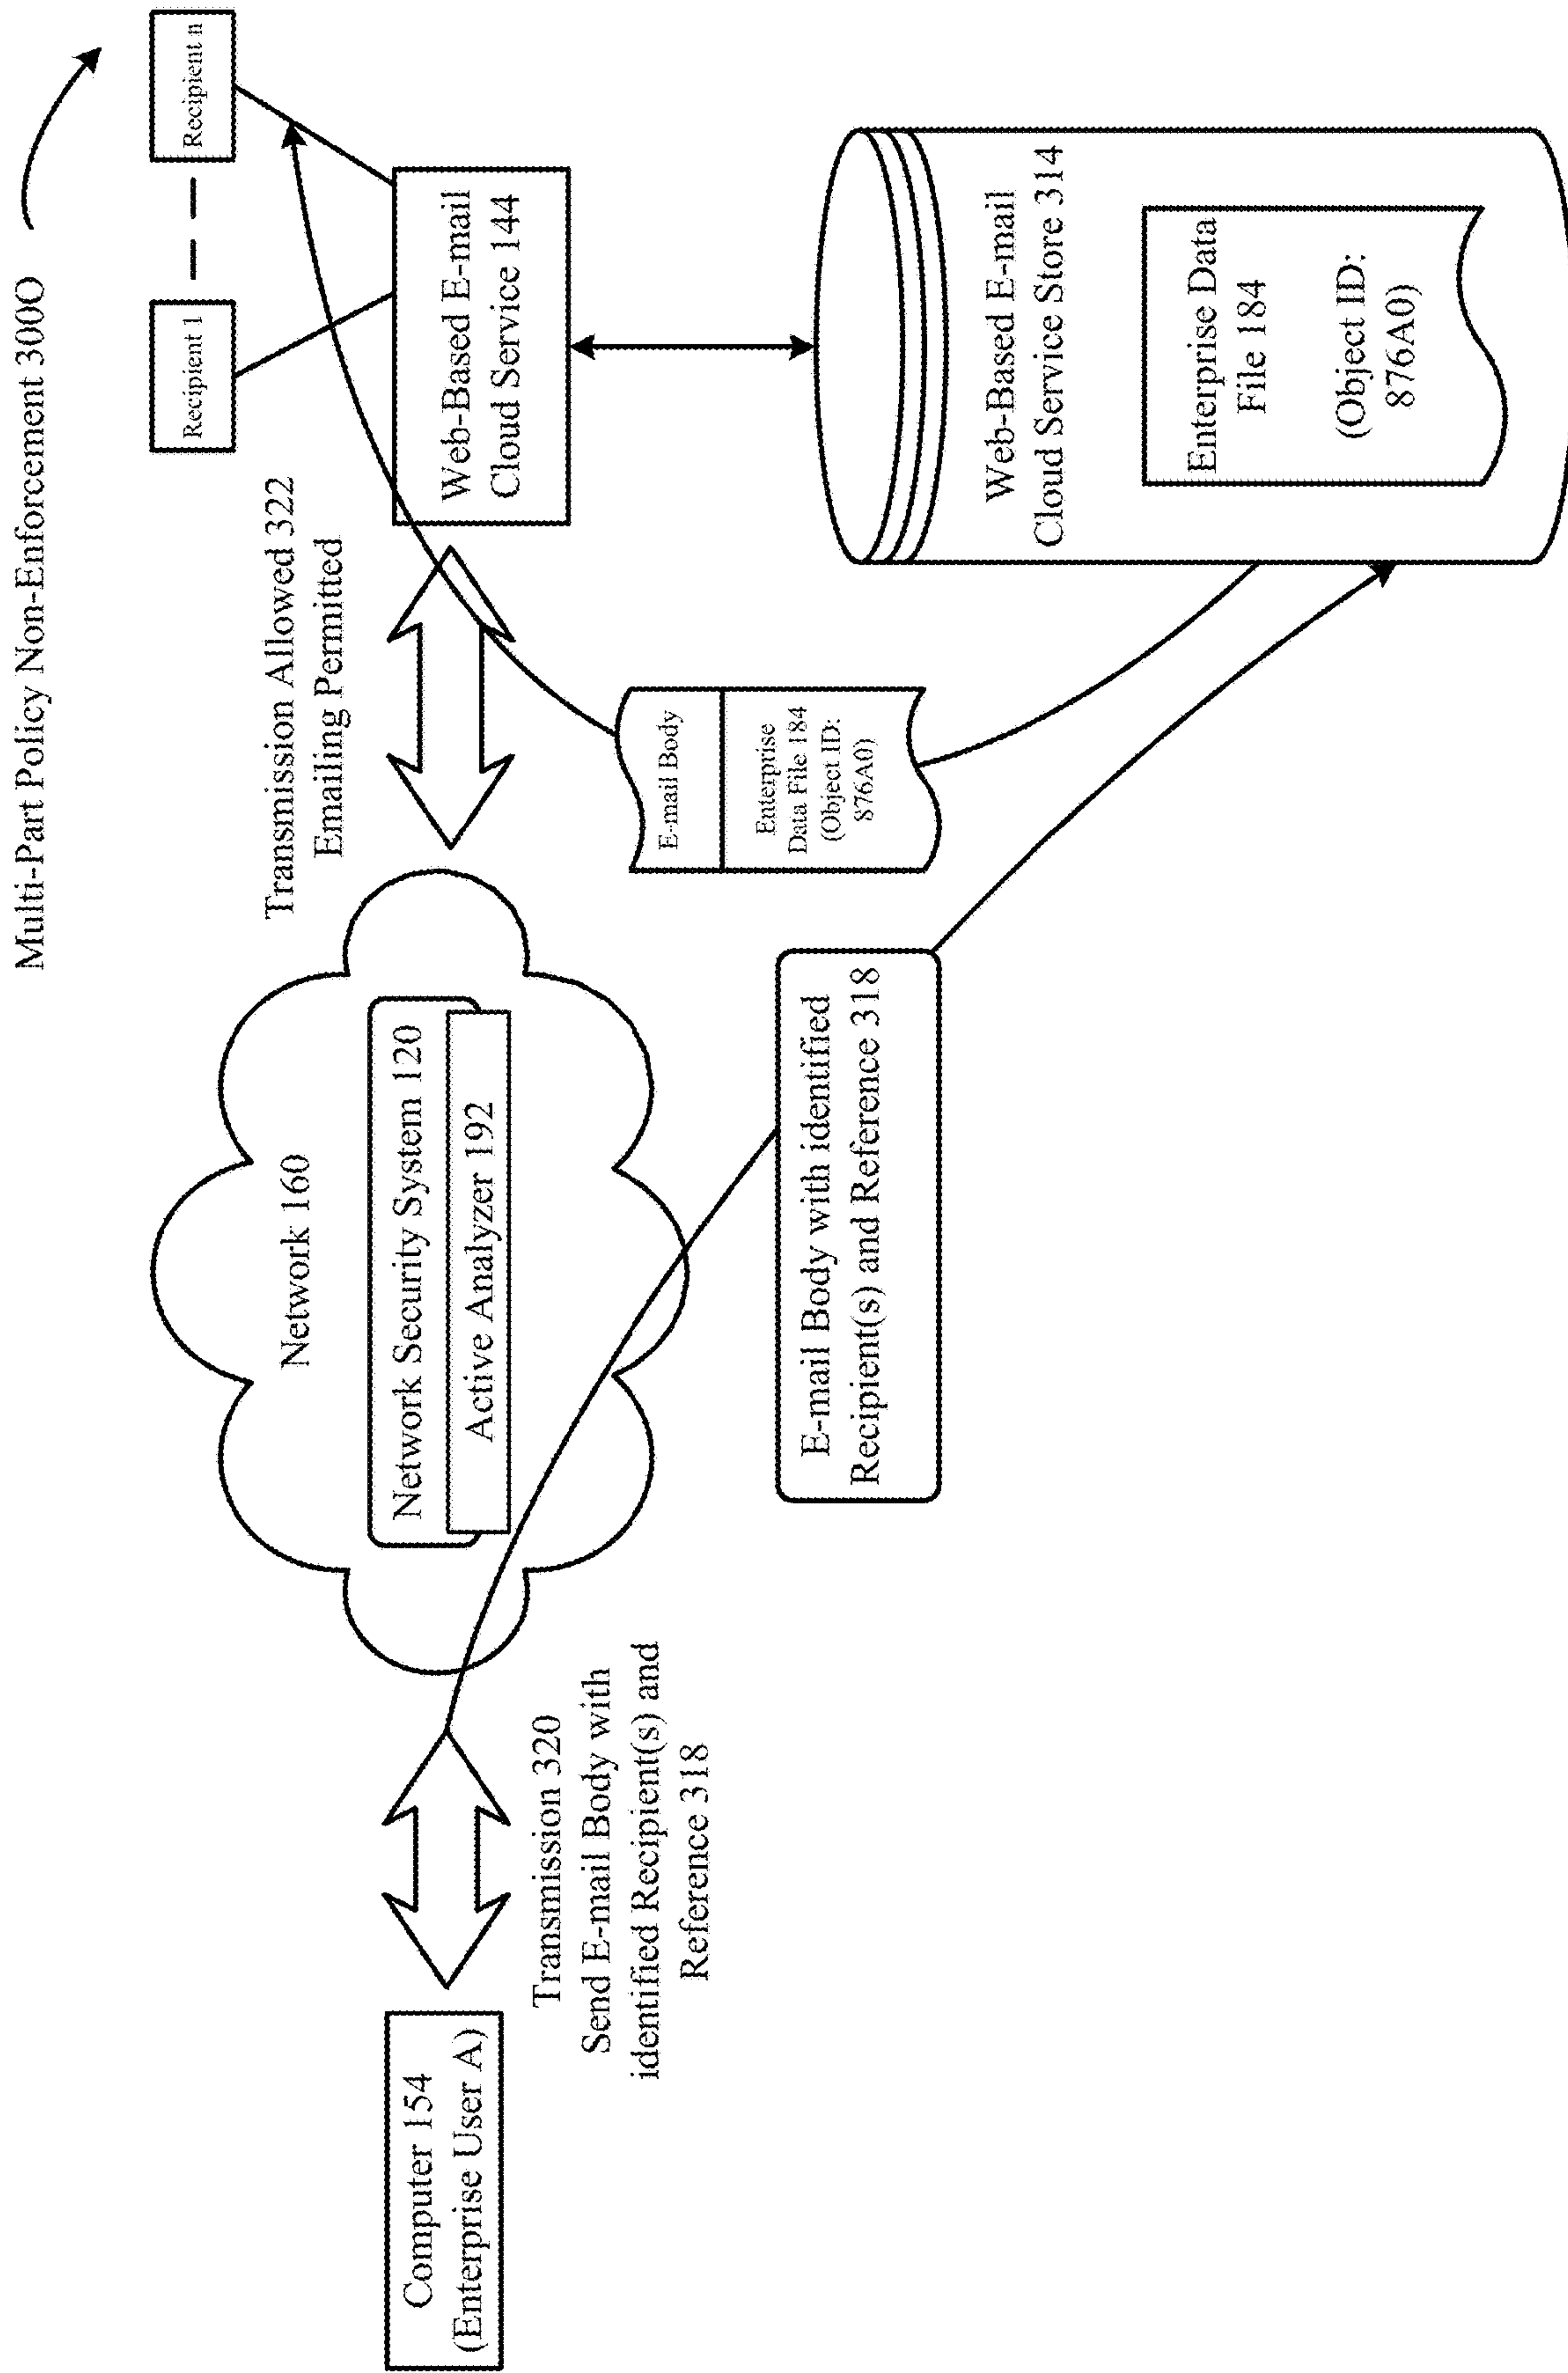 Multi-Part Policy Non-Enforcement 300O
Recipient 1
Recipient n
Transmission Allowed 322
Emailing Permitted
Web-Based E-mail
Cloud Service 144
Network 160
Network Security System 120
Active Analyzer 192
Computer 154
(Enterprise User A)
Transmission 320
Send E-mail Body with
identified Recipient(s) and
Reference 318
E-mail Body
Enterprise
Data File 184
(Object ID:
876A0)
E-mail Body with identified
Recipient(s) and Reference 318
Web-Based E-mail
Cloud Service Store 314
Enterprise Data
File 184
(Object ID:
876A0)